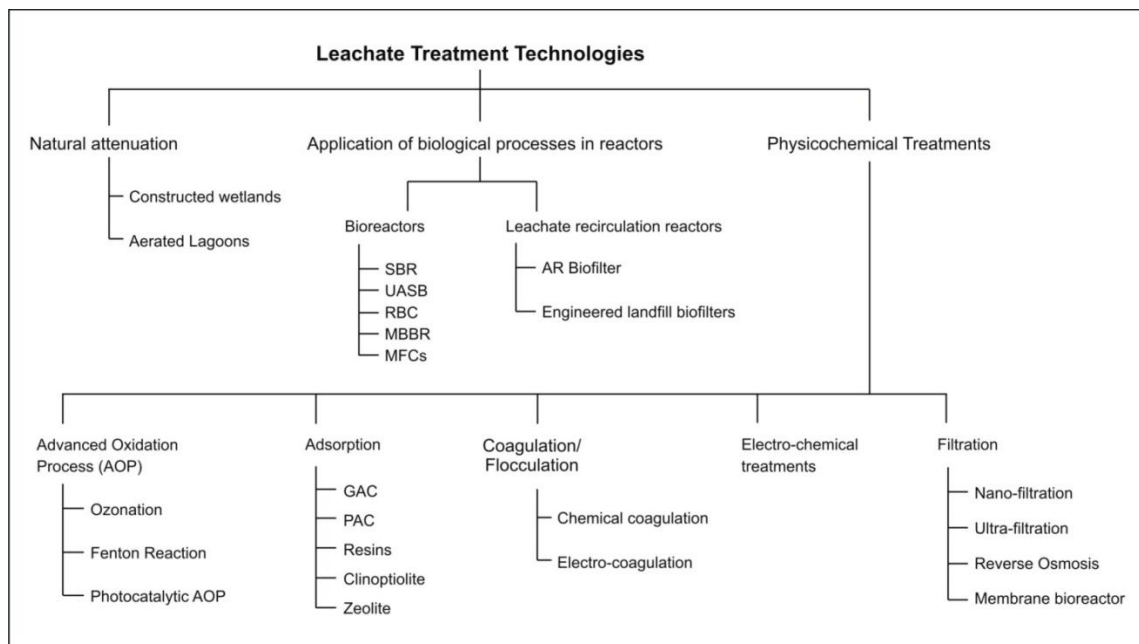 Leachate Treatment Technologies
Natural attenuation
Application of biological processes in reactors
Physicochemical Treatments
Constructed wetlands
Aerated Lagoons
Bioreactors
Leachate recirculation reactors
SBR
UASB
RBC
MBBR
MFCs
AR Biofilter
Engineered landfill biofilters
Advanced Oxidation
Process (AOP)
Ozonation
Fenton Reaction
Photocatalytic AOP
Adsorption
GAC
PAC
Resins
Clinoptiolite
Zeolite
Coagulation/
Flocculation
Chemical coagulation
Electro-coagulation
Electro-chemical
treatments
Filtration
Nano-filtration
Ultra-filtration
Reverse Osmosis
Membrane bioreactor